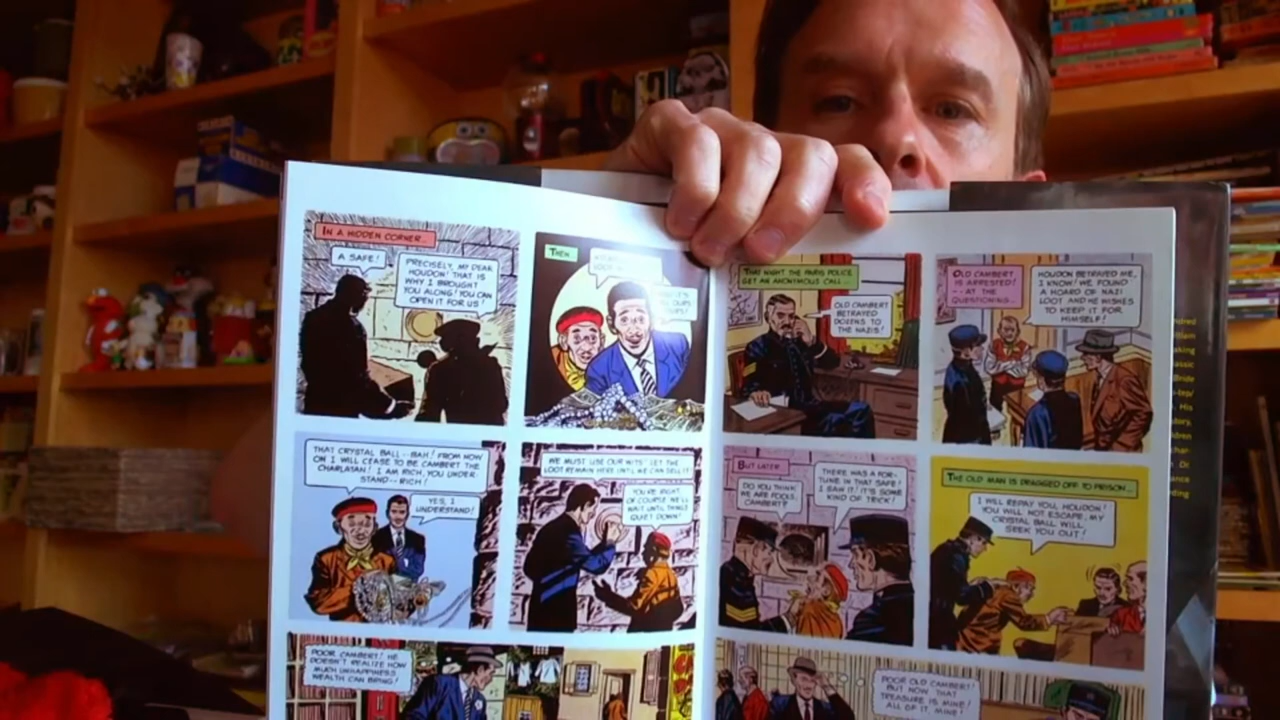 IN A HIDDEN CORNER...
A SAFE!
PRECISELY, MY DEAR
HOUDON! THAT IS
WHY I BROUGHT
YOU ALONG! YOU CAN
OPEN IT FOR US!
THEN
THAT CRYSTAL BALL -- BAH! FROM NOW
ON I WILL CEASE TO BE CAMBERT THE
CHARLATAN! I AM RICH, YOU UNDER-
STAND -- RICH!
YES, I
UNDERSTAND!
WE MUST USE OUR WITS! LET THE
LOOT REMAIN HERE UNTIL WE CAN SELL IT!
YOU'RE RIGHT,
OF COURSE! WE'LL
WAIT UNTIL THINGS
QUIET DOWN!
POOR CAMBERT! HE
DOESN'T REALIZE HOW
MUCH UNHAPPINESS
WEALTH CAN BRING!
THAT NIGHT THE PARIS POLICE
GET AN ANONYMOUS CALL...
OLD CAMBERT
BETRAYED
DOZENS TO
THE NAZIS!
OLD CAMBERT
IS ARRESTED!
--AT THE
QUESTIONING...
HOUDON BETRAYED ME,
I KNOW! WE FOUND
A HOARD OF NAZI
LOOT AND HE WISHES
TO KEEP IT FOR
HIMSELF!
BUT LATER...
DO YOU THINK
WE ARE FOOLS,
CAMBERT?
THERE WAS A FOR-
TUNE IN THAT SAFE!
I SAW IT! IT'S SOME
KIND OF TRICK!
THE OLD MAN IS DRAGGED OFF TO PRISON...
I WILL REPAY YOU, HOUDON!
YOU WILL NOT ESCAPE. MY
CRYSTAL BALL WILL
SEEK YOU OUT!
POOR OLD CAMBERT!
BUT NOW THAT
TREASURE IS MINE!
ALL OF IT, MINE!